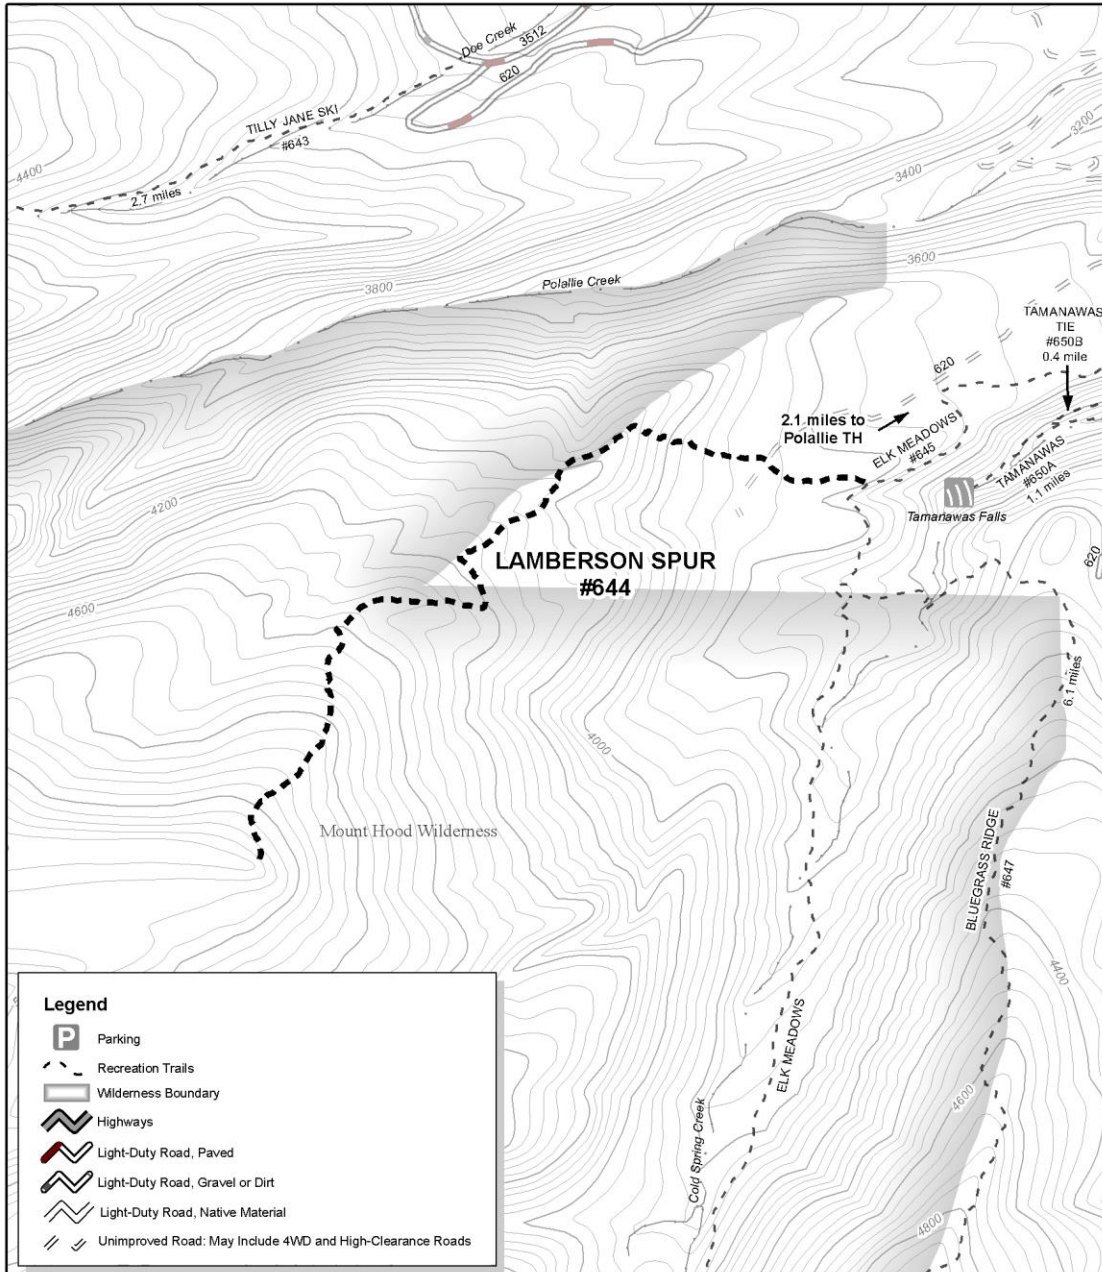 Doe Creek
3512
620
TILLY JANE SKI
#643
2.7 miles
4400
3200
3400
3600
3800
Polallie Creek
TAMANAWAS
TIE
#650B
0.4 mile
620
2.1 miles to
Polallie TH
ELK MEADOWS
#645
TAMANAWAS
#650A
1.1 miles
Tamanawas Falls
4200
LAMBERSON SPUR
#644
620
4600
6.1 miles
4000
Mount Hood Wilderness
BLUEGRASS RIDGE
#647
4400
ELK MEADOWS
4600
Cold Spring Creek
4800
Legend
P Parking
Recreation Trails
Wilderness Boundary
Highways
Light-Duty Road, Paved
Light-Duty Road, Gravel or Dirt
Light-Duty Road, Native Material
Unimproved Road: May Include 4WD and High-Clearance Roads